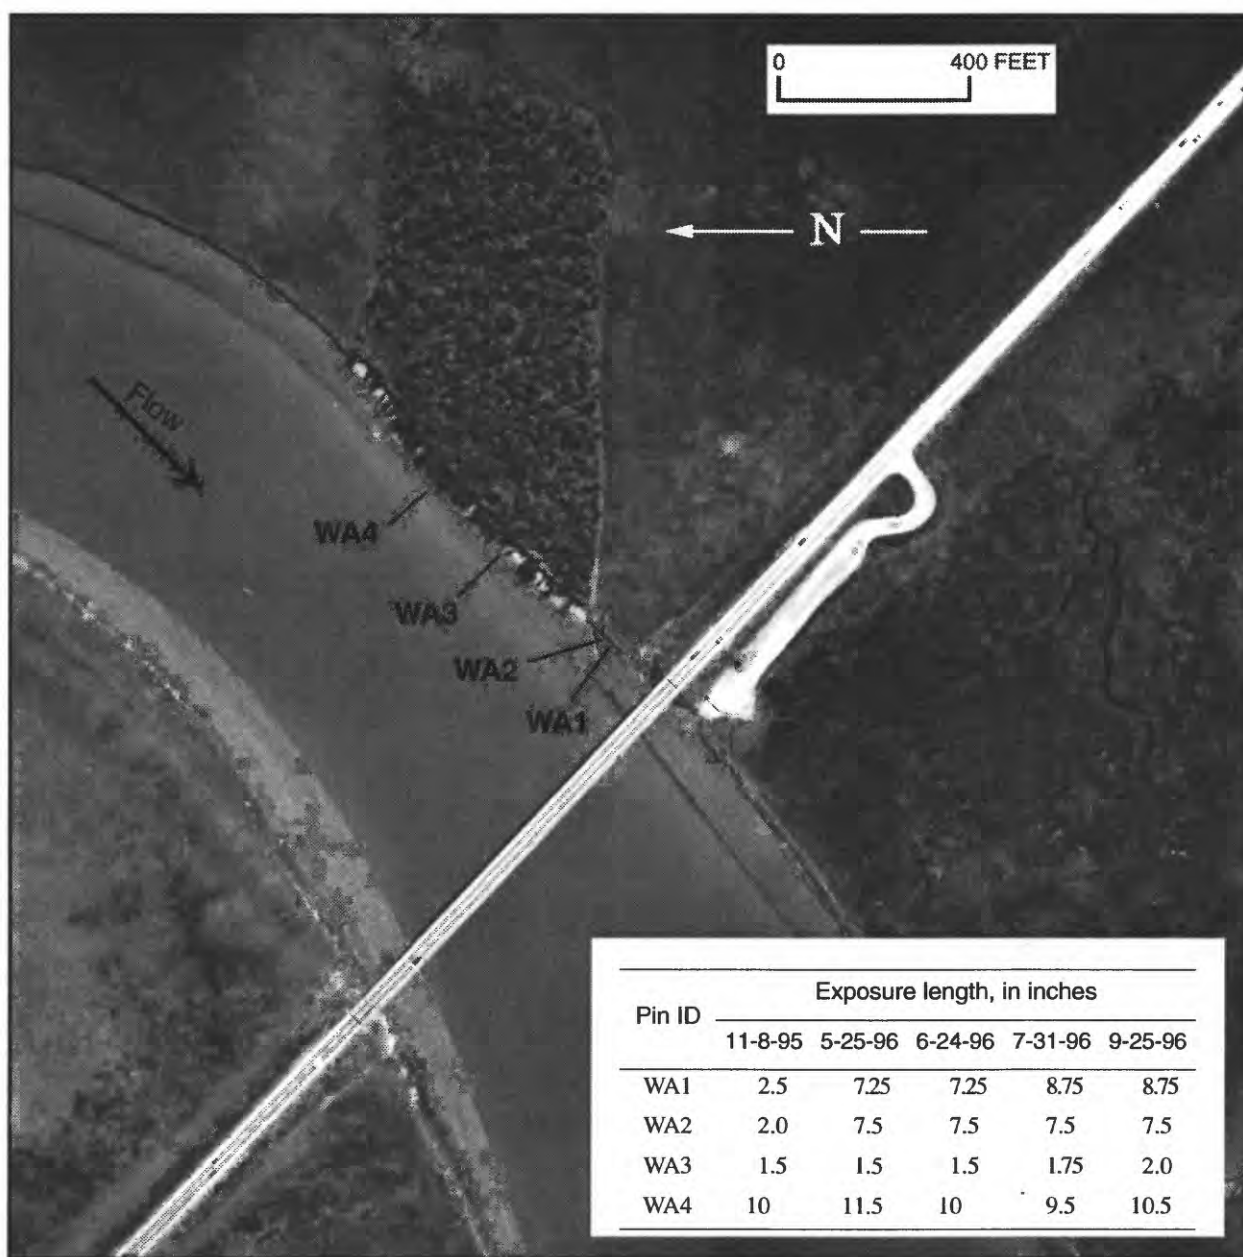 0 400 FEET
N
Flow
WA4
WA3
WA2
WA1
Exposure length, in inches
Pin ID
11-8-95 5-25-96 6-24-96 7-31-96 9-25-96
WA1 2.5 7.25 7.25 8.75 8.75
WA2 2.0 7.5 7.5 7.5 7.5
WA3 1.5 1.5 1.5 1.75 2.0
WA4 10 11.5 10 9.5 10.5